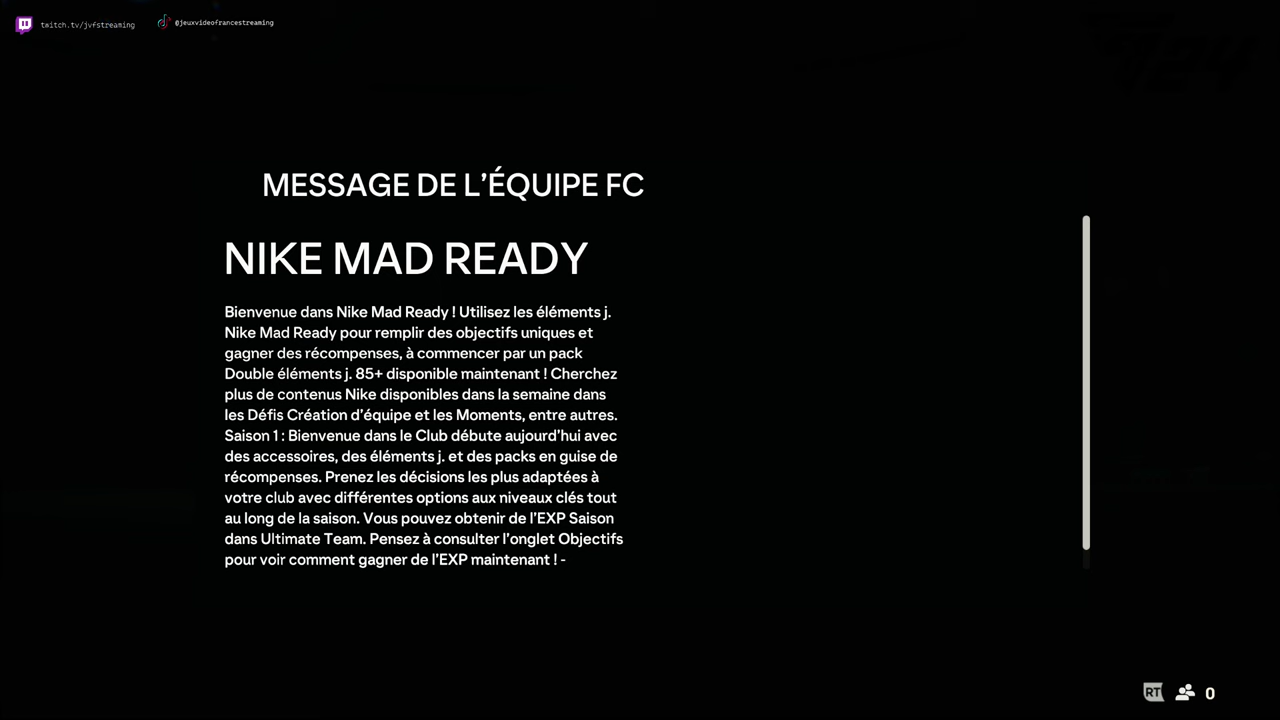 twitch.tv/jvfstreaming
@jeuxvideofrancestreaming
MESSAGE DE L'ÉQUIPE FC
NIKE MAD READY
Bienvenue dans Nike Mad Ready ! Utilisez les éléments j.
Nike Mad Ready pour remplir des objectifs uniques et
gagner des récompenses, à commencer par un pack
Double éléments j. 85+ disponible maintenant ! Cherchez
plus de contenus Nike disponibles dans la semaine dans
les Défis Création d'équipe et les Moments, entre autres.
Saison 1 : Bienvenue dans le Club débute aujourd'hui avec
des accessoires, des éléments j. et des packs en guise de
récompenses. Prenez les décisions les plus adaptées à
votre club avec différentes options aux niveaux clés tout
au long de la saison. Vous pouvez obtenir de l'EXP Saison
dans Ultimate Team. Pensez à consulter l'onglet Objectifs
pour voir comment gagner de l'EXP maintenant ! -
RT 0